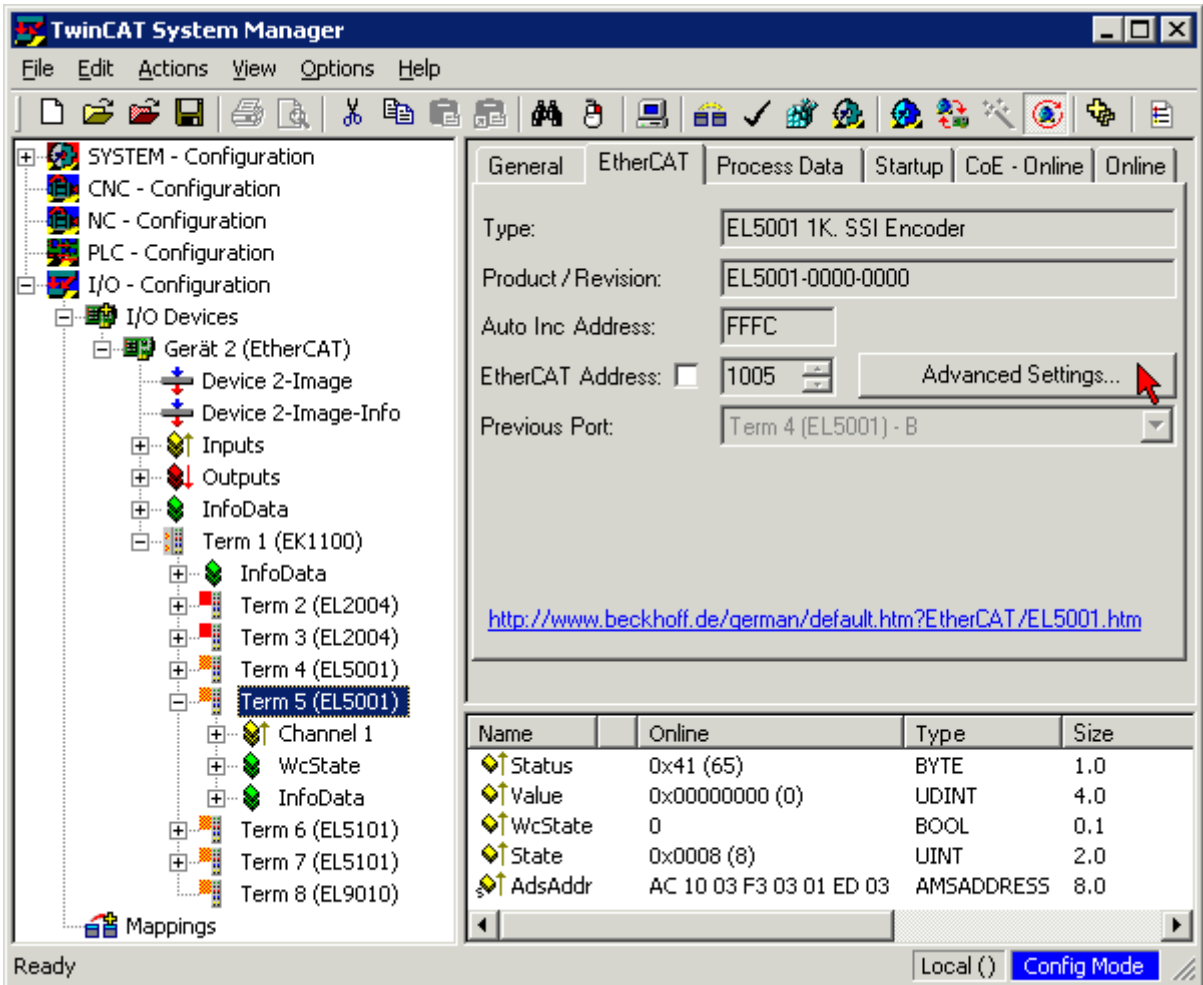 TwinCAT System Manager
File Edit Actions View Options Help
SYSTEM - Configuration
CNC - Configuration
NC - Configuration
PLC - Configuration
I/O - Configuration
I/O Devices
Gerät 2 (EtherCAT)
Device 2-Image
Device 2-Image-Info
Inputs
Outputs
InfoData
Term 1 (EK1100)
InfoData
Term 2 (EL2004)
Term 3 (EL2004)
Term 4 (EL5001)
Term 5 (EL5001)
Channel 1
WcState
InfoData
Term 6 (EL5101)
Term 7 (EL5101)
Term 8 (EL9010)
Mappings
General EtherCAT Process Data Startup CoE - Online Online
Type: EL5001 1K. SSI Encoder
Product / Revision: EL5001-0000-0000
Auto Inc Address: FFFC
EtherCAT Address: 1005 Advanced Settings...
Previous Port: Term 4 (EL5001) - B
http://www.beckhoff.de/german/default.htm?EtherCAT/EL5001.htm
Name Online Type Size
Status 0x41 (65) BYTE 1.0
Value 0x00000000 (0) UDINT 4.0
WcState 0 BOOL 0.1
State 0x0008 (8) UINT 2.0
AdsAddr AC 10 03 F3 03 01 ED 03 AMSADDRESS 8.0
Ready Local () Config Mode